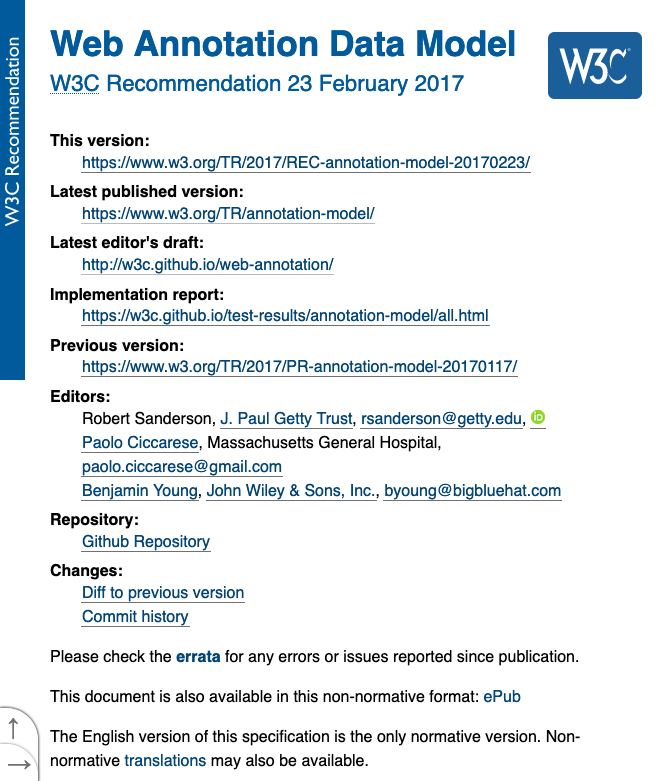 W3C Recommendation
Web Annotation Data Model
W3C
W3C Recommendation 23 February 2017
This version:
https://www.w3.org/TR/2017/REC-annotation-model-20170223/
Latest published version:
https://www.w3.org/TR/annotation-model/
Latest editor's draft:
http://w3c.github.io/web-annotation/
Implementation report:
https://w3c.github.io/test-results/annotation-model/all.html
Previous version:
https://www.w3.org/TR/2017/PR-annotation-model-20170117/
Editors:
Robert Sanderson, J. Paul Getty Trust, rsanderson@getty.edu, iD
Paolo Ciccarese, Massachusetts General Hospital,
paolo.ciccarese@gmail.com
Benjamin Young, John Wiley & Sons, Inc., byoung@bigbluehat.com
Repository:
Github Repository
Changes:
Diff to previous version
Commit history
Please check the errata for any errors or issues reported since publication.
This document is also available in this non-normative format: ePub
The English version of this specification is the only normative version. Non-
normative translations may also be available.
↑
→